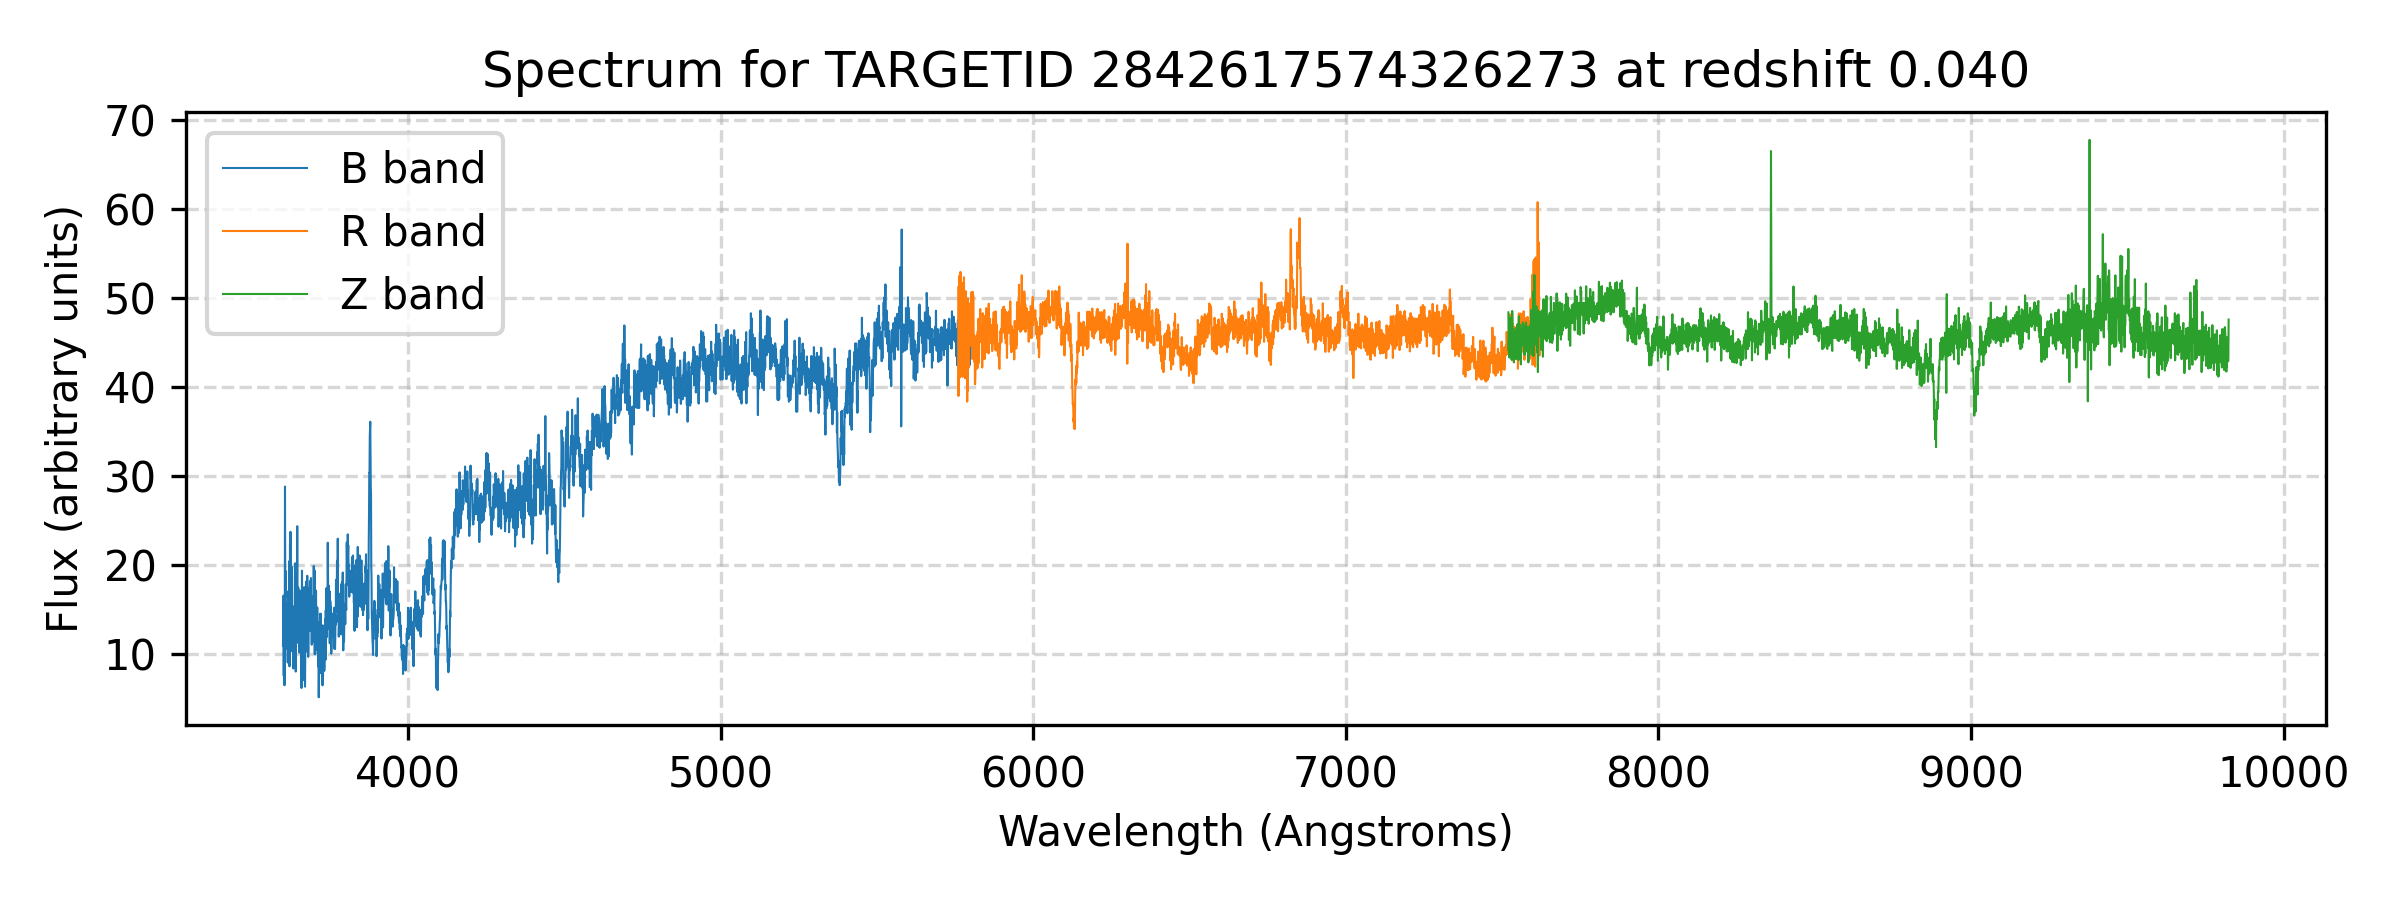 Spectrum for TARGETID 2842617574326273 at redshift 0.040
70
60
50
40
30
20
10
Flux (arbitrary units)
B band
R band
Z band
4000 5000 6000 7000 8000 9000 10000
Wavelength (Angstroms)